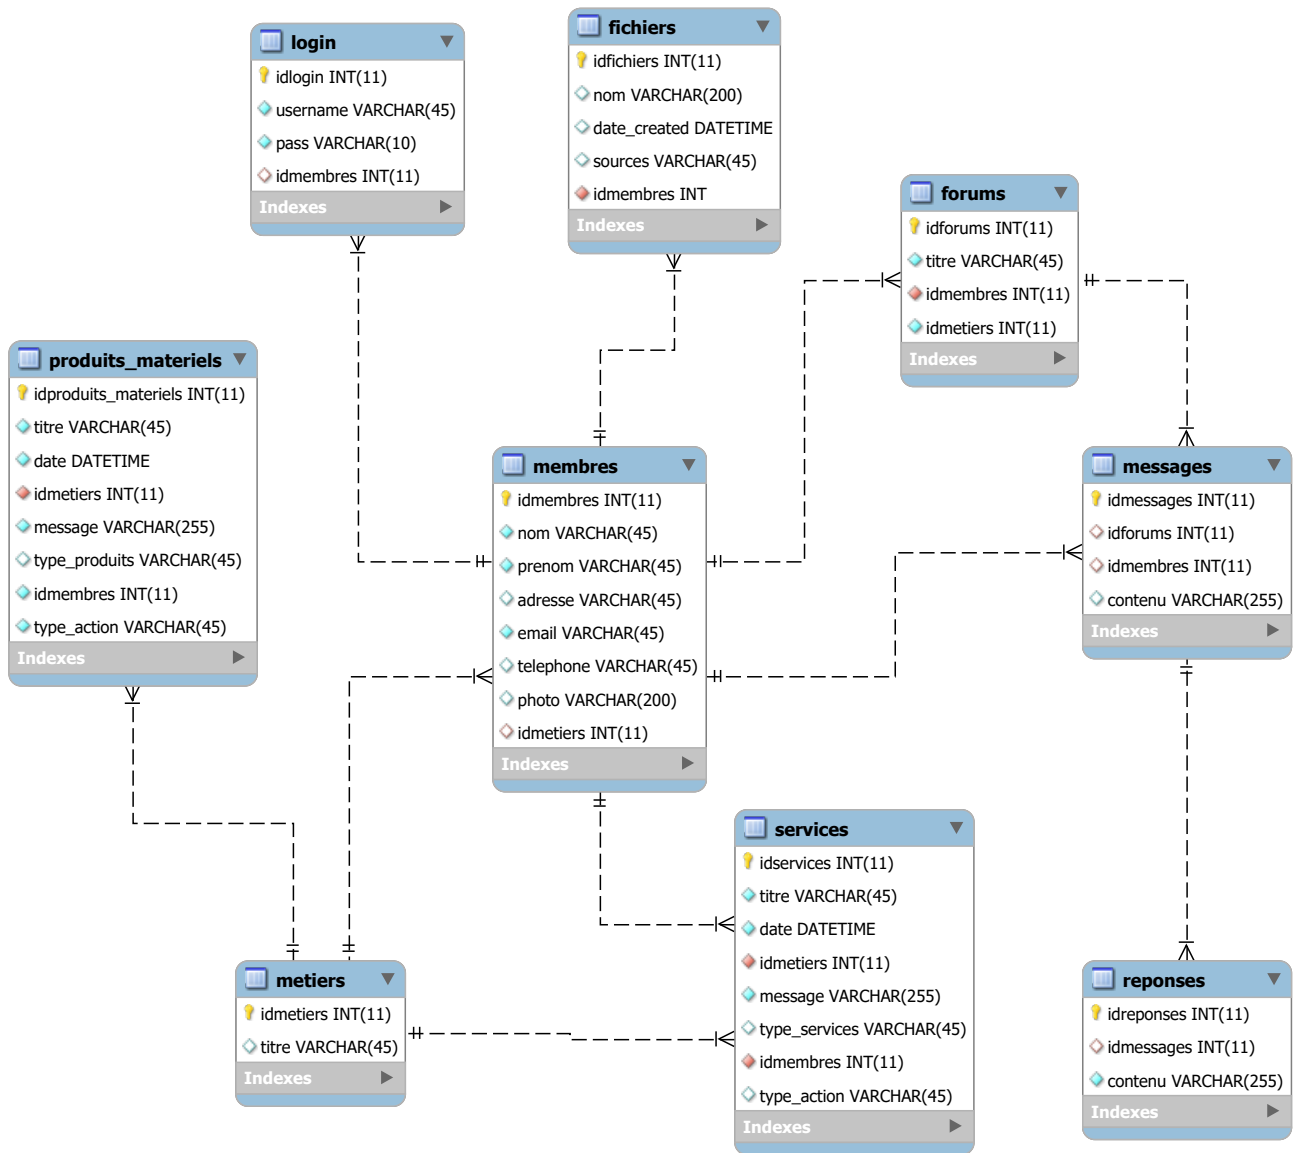 login
idlogin INT(11)
username VARCHAR(45)
pass VARCHAR(10)
idmembres INT(11)
Indexes
fichiers
idfichiers INT(11)
nom VARCHAR(200)
date_created DATETIME
sources VARCHAR(45)
idmembres INT
Indexes
forums
idforums INT(11)
titre VARCHAR(45)
idmembres INT(11)
idmetiers INT(11)
Indexes
produits_materiels
idproduits_materiels INT(11)
titre VARCHAR(45)
date DATETIME
idmetiers INT(11)
message VARCHAR(255)
type_produits VARCHAR(45)
idmembres INT(11)
type_action VARCHAR(45)
Indexes
membres
idmembres INT(11)
nom VARCHAR(45)
prenom VARCHAR(45)
adresse VARCHAR(45)
email VARCHAR(45)
telephone VARCHAR(45)
photo VARCHAR(200)
idmetiers INT(11)
Indexes
messages
idmessages INT(11)
idforums INT(11)
idmembres INT(11)
contenu VARCHAR(255)
Indexes
services
idservices INT(11)
titre VARCHAR(45)
date DATETIME
idmetiers INT(11)
message VARCHAR(255)
type_services VARCHAR(45)
idmembres INT(11)
type_action VARCHAR(45)
Indexes
metiers
idmetiers INT(11)
titre VARCHAR(45)
Indexes
reponses
idreponses INT(11)
idmessages INT(11)
contenu VARCHAR(255)
Indexes